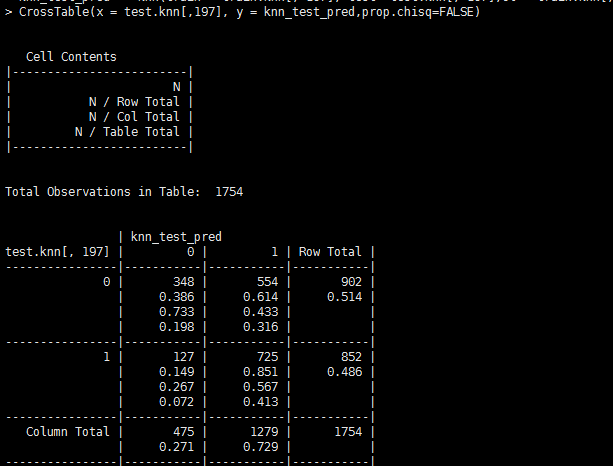 > CrossTable(x = test.knn[,197], y = knn_test_pred,prop.chisq=FALSE)
   Cell Contents
|-------------------------|
|                       N |
|           N / Row Total |
|           N / Col Total |
|         N / Table Total |
|-------------------------|
Total Observations in Table:  1754
               | knn_test_pred
test.knn[, 197] |         0 |         1 | Row Total |
----------------|-----------|-----------|-----------|
             0 |       348 |       554 |       902 |
               |     0.386 |     0.614 |     0.514 |
               |     0.733 |     0.433 |           |
               |     0.198 |     0.316 |           |
----------------|-----------|-----------|-----------|
             1 |       127 |       725 |       852 |
               |     0.149 |     0.851 |     0.486 |
               |     0.267 |     0.567 |           |
               |     0.072 |     0.413 |           |
----------------|-----------|-----------|-----------|
   Column Total |       475 |      1279 |      1754 |
               |     0.271 |     0.729 |           |
----------------|-----------|-----------|-----------|